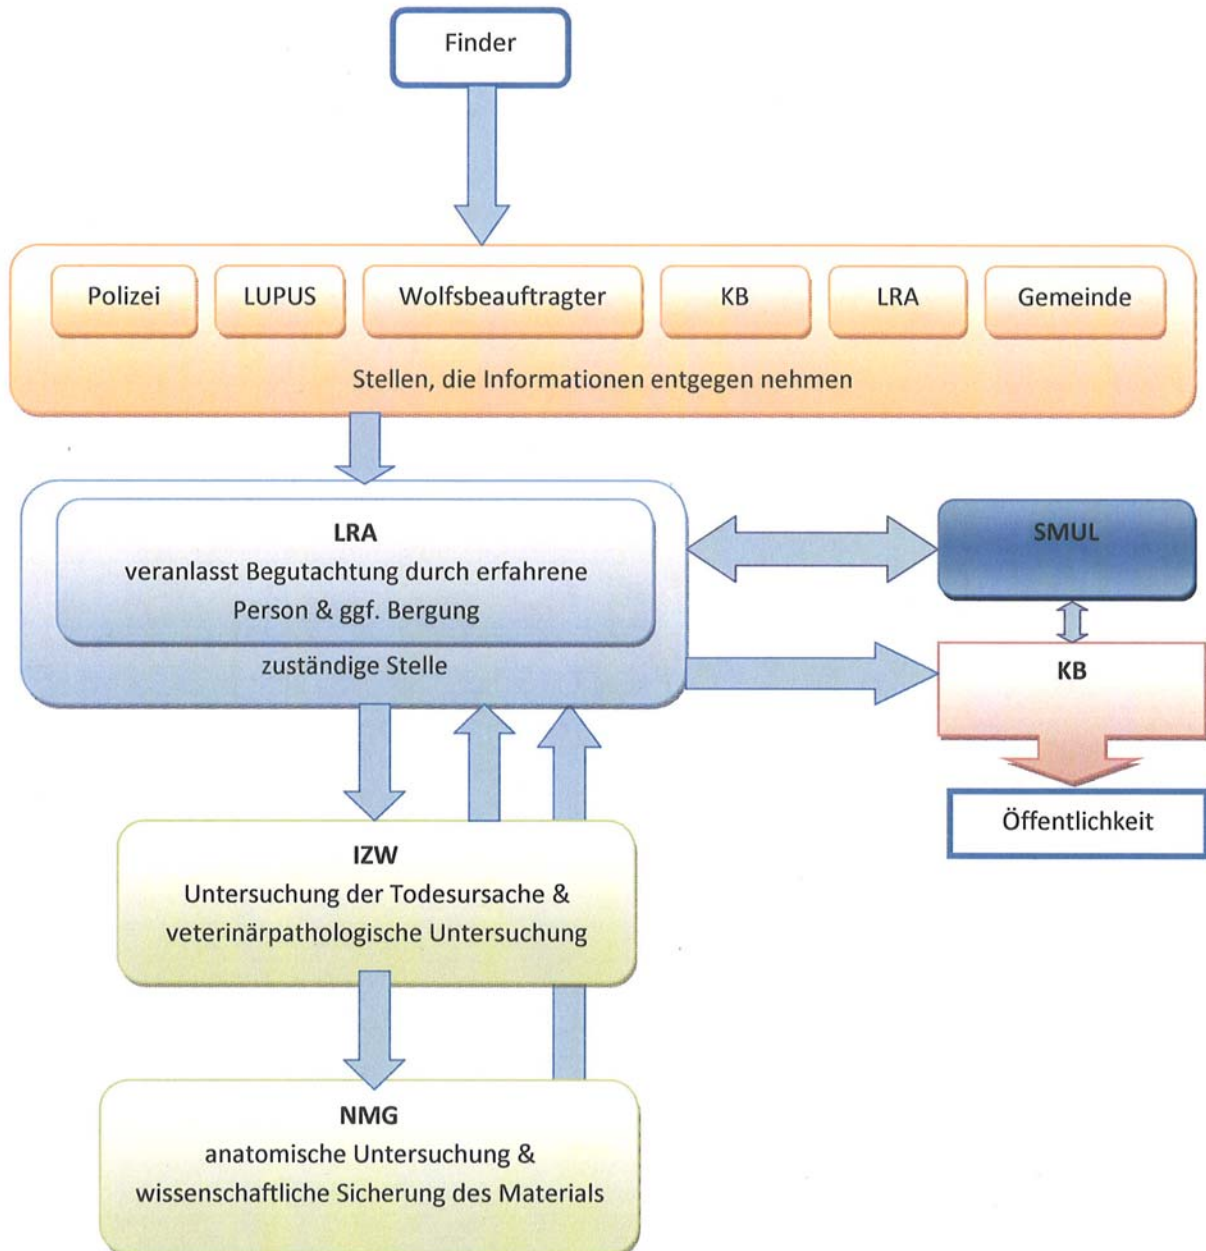 Finder
Polizei
LUPUS
Wolfsbeauftragter
KB
LRA
Gemeinde
Stellen, die Informationen entgegen nehmen
LRA
veranlasst Begutachtung durch erfahrene
Person & ggf. Bergung
zuständige Stelle
SMUL
KB
Öffentlichkeit
IZW
Untersuchung der Todesursache &
veterinärpathologische Untersuchung
NMG
anatomische Untersuchung &
wissenschaftliche Sicherung des Materials